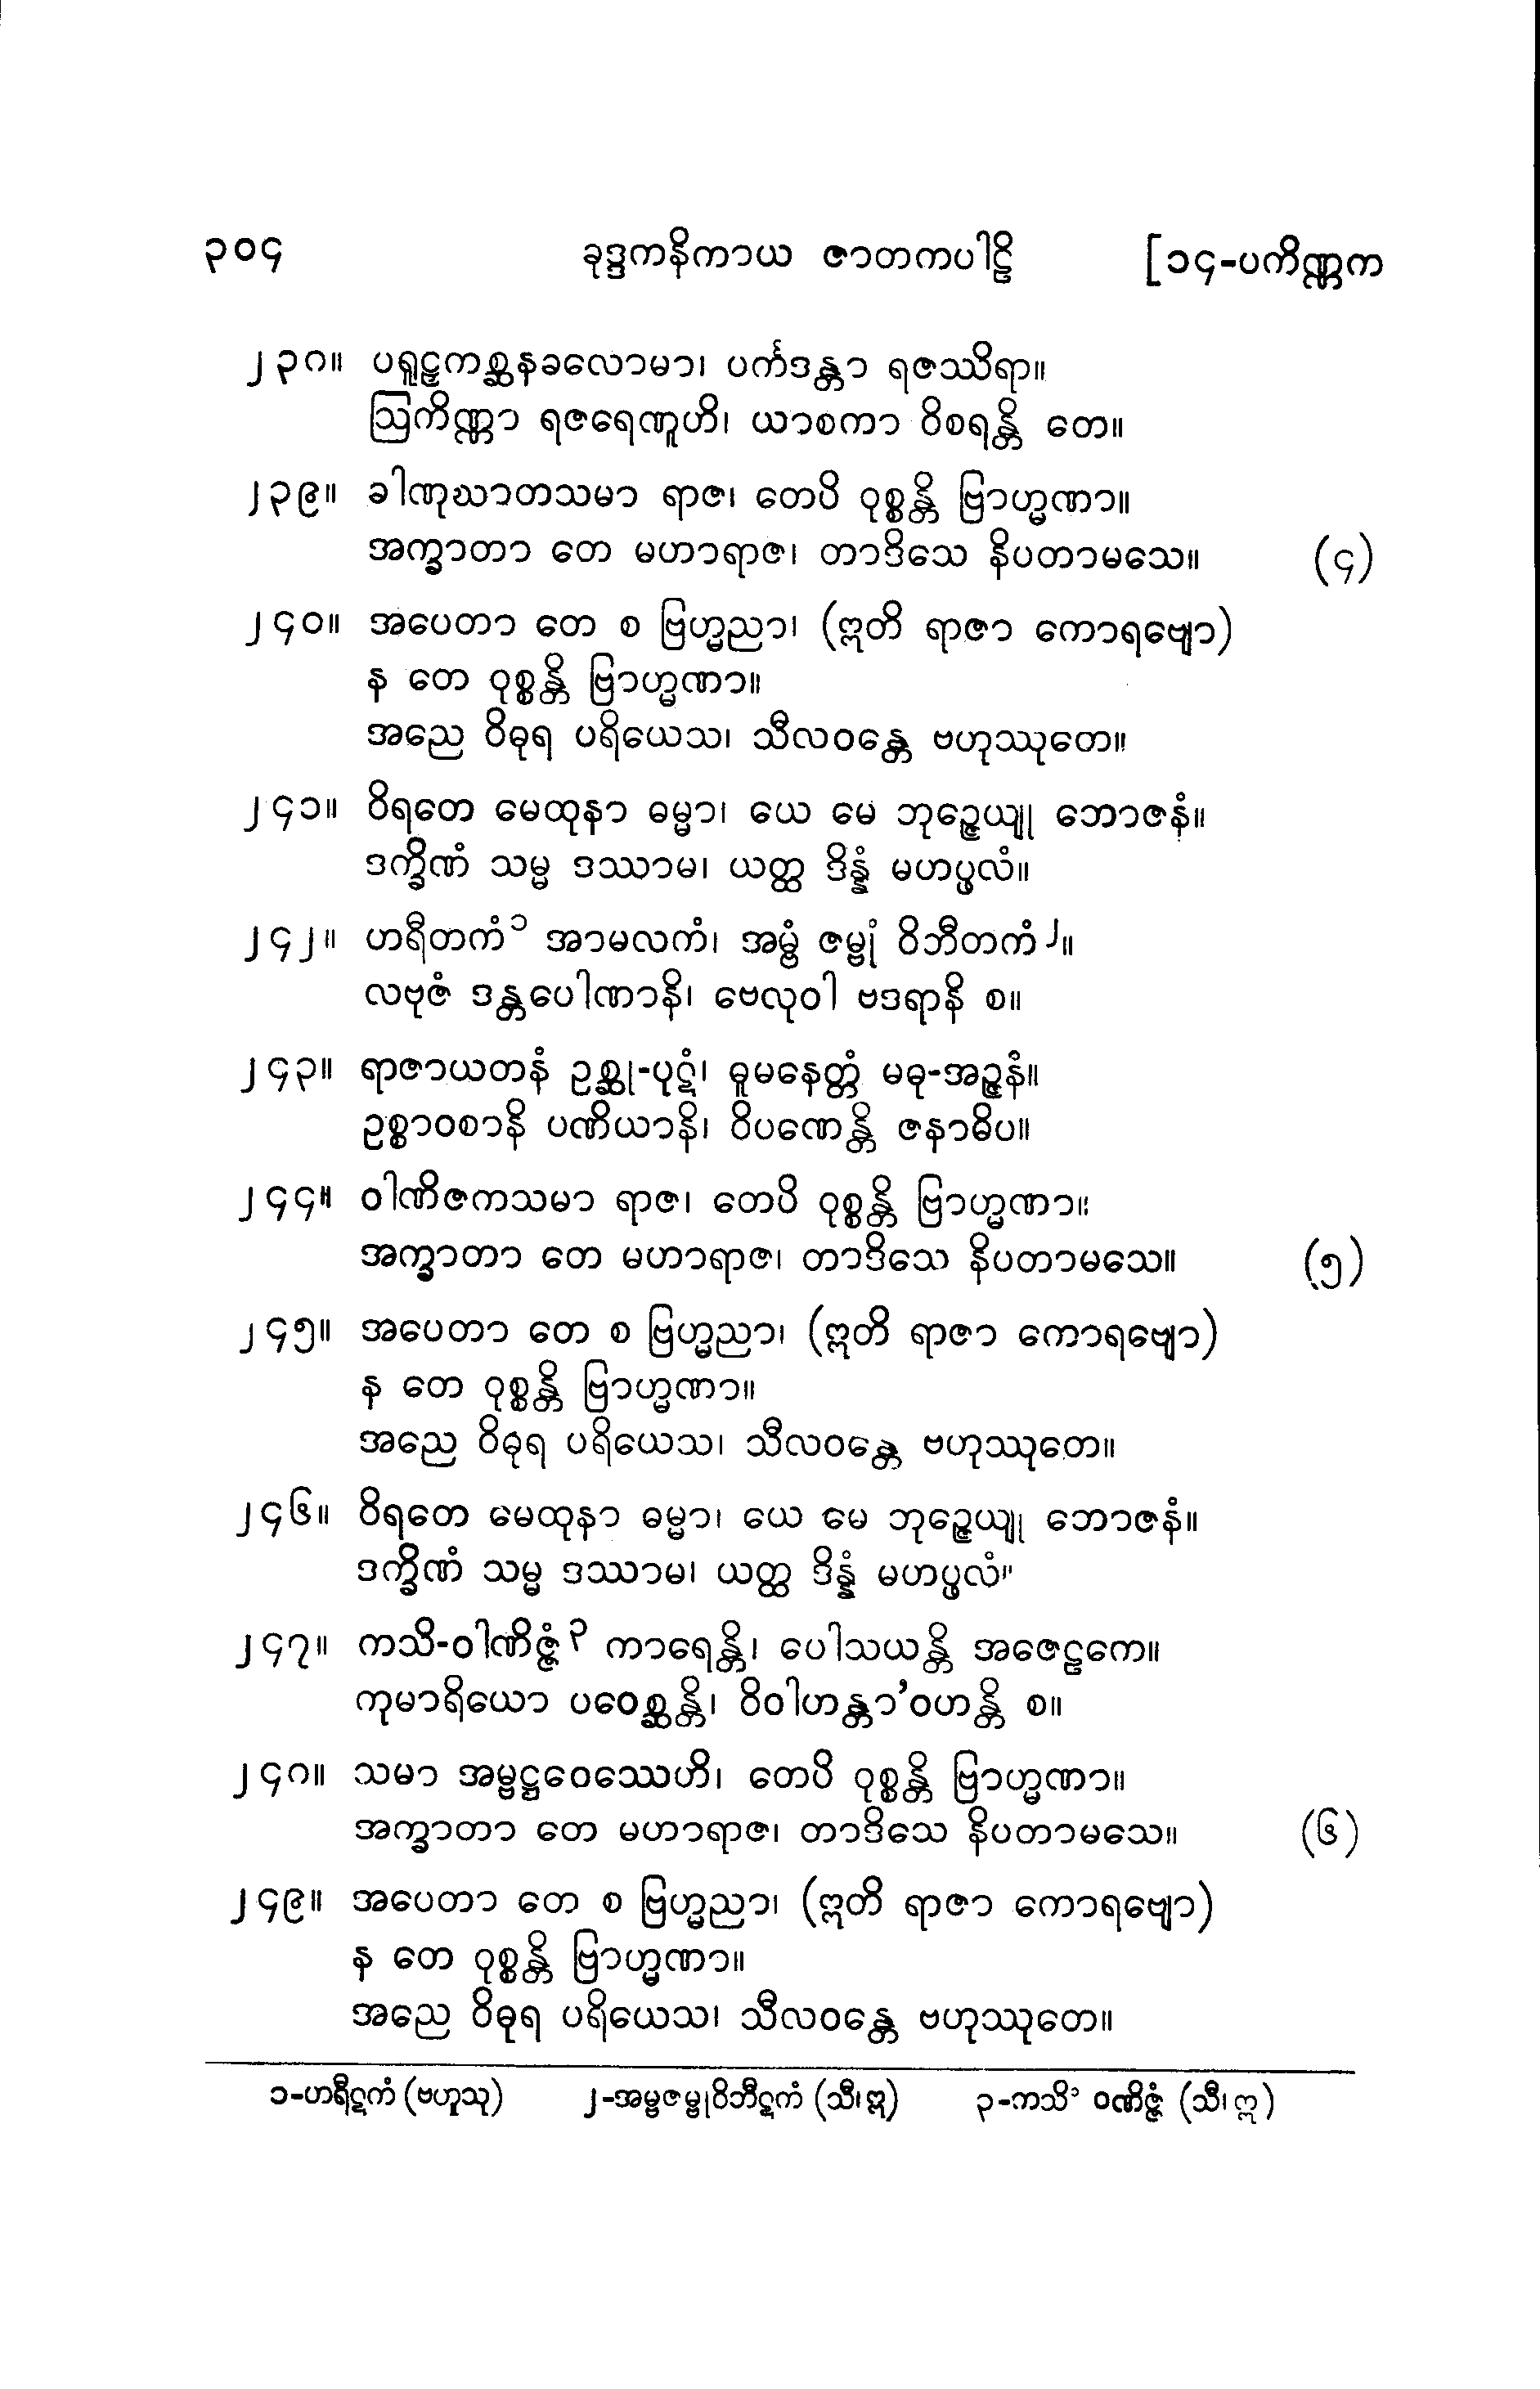 ၃၀၄ ခုဒ္ဒကနိကာယ ဇာတကပါဠိ [၁၄-ပကိဏ္ဏက
၂၃၈။ ပရူဠှကစ္ဆနခလောမာ၊ ပင်္ကဒန္တာ ရဇဿိရာ။
ဩကိဏ္ဏာ ရဇရေဏူဟိ၊ ယာစကာ ဝိစရန္တိ တေ။
၂၃၉။ ခါဏုဃာတသမာ ရာဇ၊ တေပိ ဝုစ္စန္တိ ဗြာဟ္မဏာ။
အက္ခာတာ တေ မဟာရာဇ၊ တာဒိသေ နိပတာမသေ။ (၄)
၂၄၀။ အပေတာ တေ စ ဗြဟ္မညာ၊ (ဣတိ ရာဇာ ကောရဗျော)
န တေ ဝုစ္စန္တိ ဗြာဟ္မဏာ။
အညေ ဝိဓုရ ပရိယေသ၊ သီလဝန္တေ ဗဟုဿုတေ။
၂၄၁။ ဝိရတေ မေထုနာ ဓမ္မာ၊ ယေ မေ ဘုဉ္ဇေယျု ဘောဇနံ။
ဒက္ခိဏံ သမ္မ ဒဿာမ၊ ယတ္ထ ဒိန္နံ မဟပ္ဖလံ။
၂၄၂။ ဟရီတကံ၁ အာမလကံ၊ အမ္ဗံ ဇမ္ဗုံ ဝိဘီတကံ၂။
လဗုဇံ ဒန္တပေါဏာနိ၊ ဗေလုဝါ ဗဒရာနိ စ။
၂၄၃။ ရာဇာယတနံ ဥစ္ဆု-ပုဋံ၊ ဓူမနေတ္တံ မဓု-အဉ္ဇနံ။
ဥစ္စာဝစာနိ ပဏိယာနိ၊ ဝိပဏေန္တိ ဇနာဓိပ။
၂၄၄။ ဝါဏိဇကသမာ ရာဇ၊ တေပိ ဝုစ္စန္တိ ဗြာဟ္မဏာ။
အက္ခာတာ တေ မဟာရာဇ၊ တာဒိသေ နိပတာမသေ။ (၅)
၂၄၅။ အပေတာ တေ စ ဗြဟ္မညာ၊ (ဣတိ ရာဇာ ကောရဗျော)
န တေ ဝုစ္စန္တိ ဗြာဟ္မဏာ။
အညေ ဝိဓုရ ပရိယေသ၊ သီလဝန္တေ ဗဟုဿုတေ။
၂၄၆။ ဝိရတေ မေထုနာ ဓမ္မာ၊ ယေ မေ ဘုဉ္ဇေယျု ဘောဇနံ။
ဒက္ခိဏံ သမ္မ ဒဿာမ၊ ယတ္ထ ဒိန္နံ မဟပ္ဖလံ။
၂၄၇။ ကသိ-ဝါဏိဇ္ဇံ၃ ကာရေန္တိ၊ ပေါသယန္တိ အဇေဠကေ။
ကုမာရိယော ပဝေစ္ဆန္တိ၊ ဝိဝါဟန္တာ’ဝဟန္တိ စ။
၂၄၈။ သမာ အမ္ဗဋ္ဌဝေဿေဟိ၊ တေပိ ဝုစ္စန္တိ ဗြာဟ္မဏာ။
အက္ခာတာ တေ မဟာရာဇ၊ တာဒိသေ နိပတာမသေ။ (၆)
၂၄၉။ အပေတာ တေ စ ဗြဟ္မညာ၊ (ဣတိ ရာဇာ ကောရဗျော)
န တေ ဝုစ္စန္တိ ဗြာဟ္မဏာ။
အညေ ဝိဓုရ ပရိယေသ၊ သီလဝန္တေ ဗဟုဿုတေ။
၁-ဟရီဋကံ (ဗဟူသု) ၂-အမ္ဗဇမ္ဗုဝိဘီဋကံ (သီ၊ဣ) ၃-ကသိံ ဝဏိဇ္ဇံ (သီ၊ဣ)